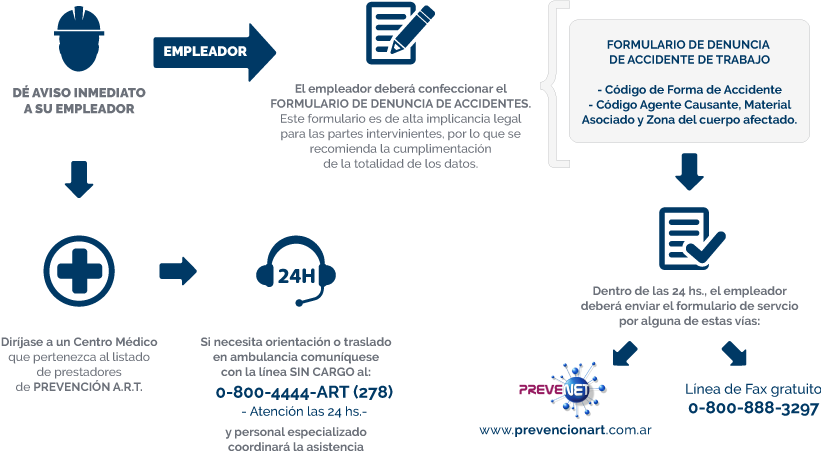 DÉ AVISO INMEDIATO
A SU EMPLEADOR
EMPLEADOR
El empleador deberá confeccionar el
FORMULARIO DE DENUNCIA DE ACCIDENTES.
Este formulario es de alta implicancia legal
para las partes intervinientes, por lo que se
recomienda la cumplimentación
de la totalidad de los datos.
FORMULARIO DE DENUNCIA
DE ACCIDENTE DE TRABAJO
- Código de Forma de Accidente
- Código Agente Causante, Material
Asociado y Zona del cuerpo afectado.
Diríjase a un Centro Médico
que pertenezca al listado
de prestadores
de PREVENCIÓN A.R.T.
24H
Si necesita orientación o traslado
en ambulancia comuníquese
con la línea SIN CARGO al:
0-800-4444-ART (278)
- Atención las 24 hs.-
y personal especializado
coordinará la asistencia
Dentro de las 24 hs., el empleador
deberá enviar el formulario de servcio
por alguna de estas vías:
PREVENET
www.prevencionart.com.ar
Línea de Fax gratuito
0-800-888-3297